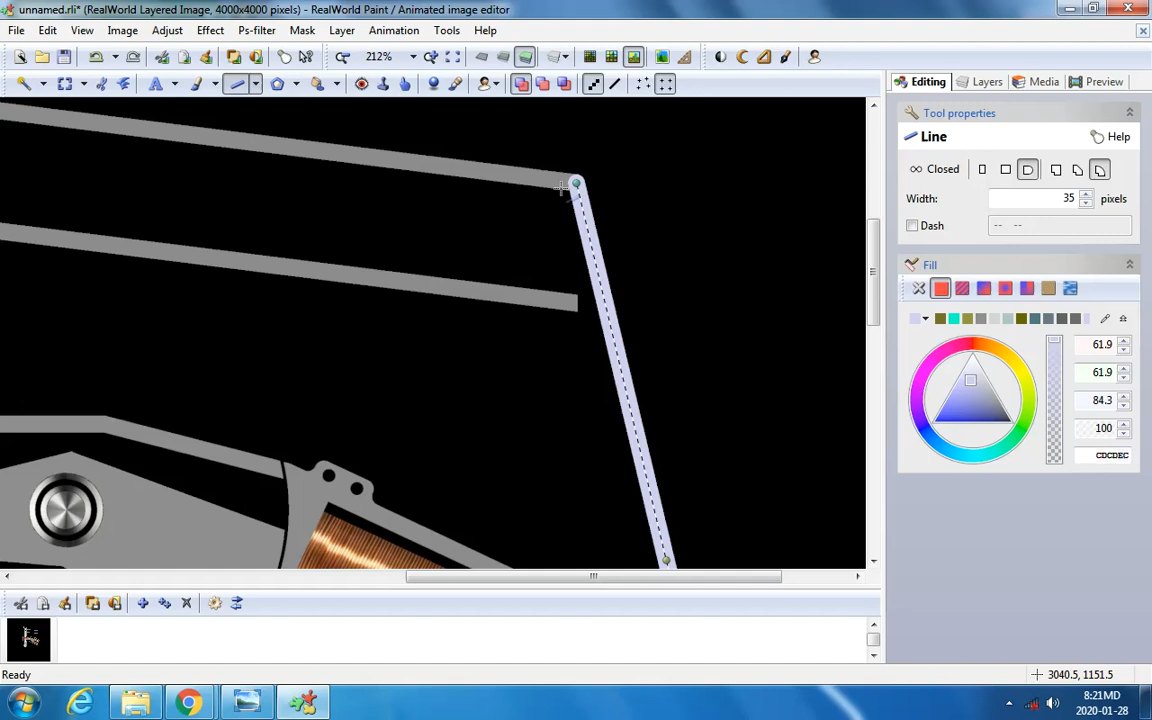 unnamed.rli* (RealWorld Layered Image, 4000x4000 pixels) - RealWorld Paint / Animated image editor
File Edit View Image Adjust Effect Ps-filter Mask Layer Animation Tools Help
212%
Editing Layers Media Preview
Tool properties
Line Help
Closed
Width: 35 pixels
Dash
Fill
61.9
61.9
84.3
100
CDCDEC
Ready 3040.5, 1151.5
8:21MD
2020-01-28